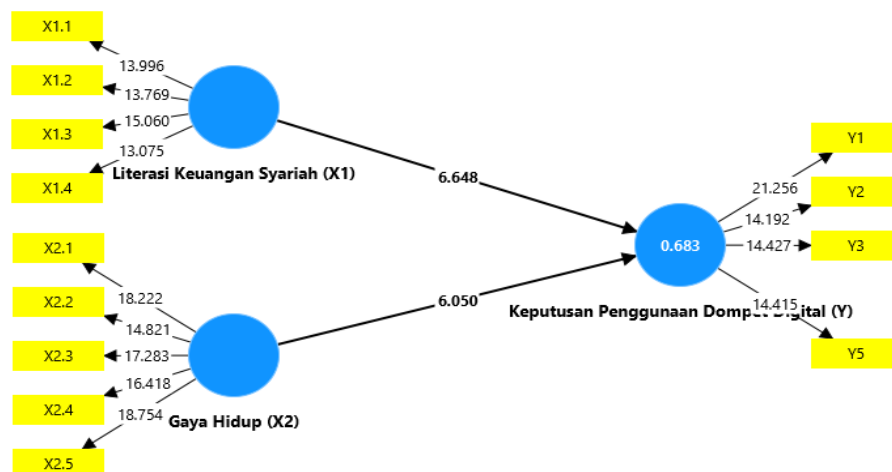 X1.1
13.996
X1.2
13.769
X1.3
15.060
13.075
X1.4
Literasi Keuangan Syariah (X1)
6.648
X2.1
18.222
X2.2
14.821
X2.3
17.283
16.418
X2.4
18.754
Gaya Hidup (X2)
X2.5
6.050
0.683
Keputusan Penggunaan Dompet Digital (Y)
Y1
21.256
Y2
14.192
14.427
Y3
14.415
Y5